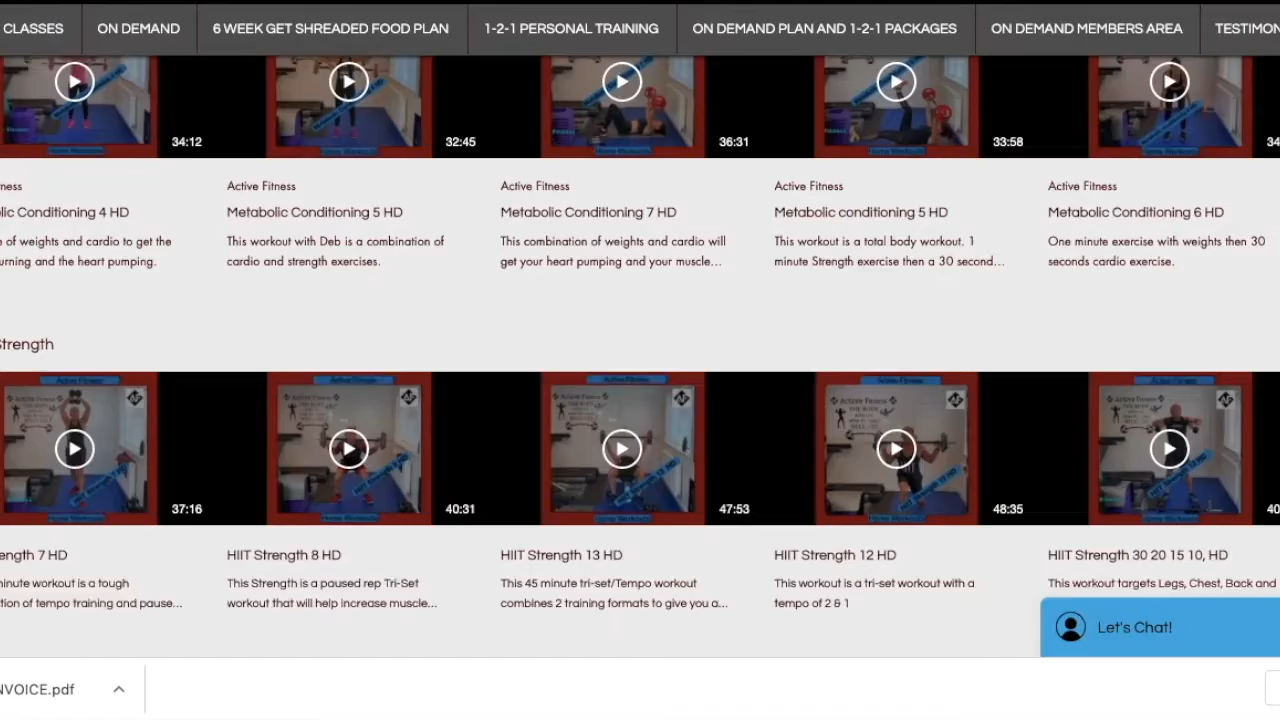 CLASSES
ON DEMAND
6 WEEK GET SHREADED FOOD PLAN
1-2-1 PERSONAL TRAINING
ON DEMAND PLAN AND 1-2-1 PACKAGES
ON DEMAND MEMBERS AREA
TESTIMON
34:12
32:45
36:31
33:58
34
ness
Active Fitness
Active Fitness
Active Fitness
Active Fitness
lic Conditioning 4 HD
Metabolic Conditioning 5 HD
Metabolic Conditioning 7 HD
Metabolic conditioning 5 HD
Metabolic Conditioning 6 HD
e of weights and cardio to get the
urning and the heart pumping.
This workout with Deb is a combination of
cardio and strength exercises.
This combination of weights and cardio will
get your heart pumping and your muscle...
This workout is a total body workout. 1
minute Strength exercise then a 30 second...
One minute exercise with weights then 30
seconds cardio exercise.
Strength
37:16
40:31
47:53
48:35
40
ength 7 HD
HIIT Strength 8 HD
HIIT Strength 13 HD
HIIT Strength 12 HD
HIIT Strength 30 20 15 10, HD
minute workout is a tough
tion of tempo training and pause...
This Strength is a paused rep Tri-Set
workout that will help increase muscle...
This 45 minute tri-set/Tempo workout
combines 2 training formats to give you a...
This workout is a tri-set workout with a
tempo of 2 & 1
This workout targets Legs, Chest, Back and
Let's Chat!
NVOICE.pdf